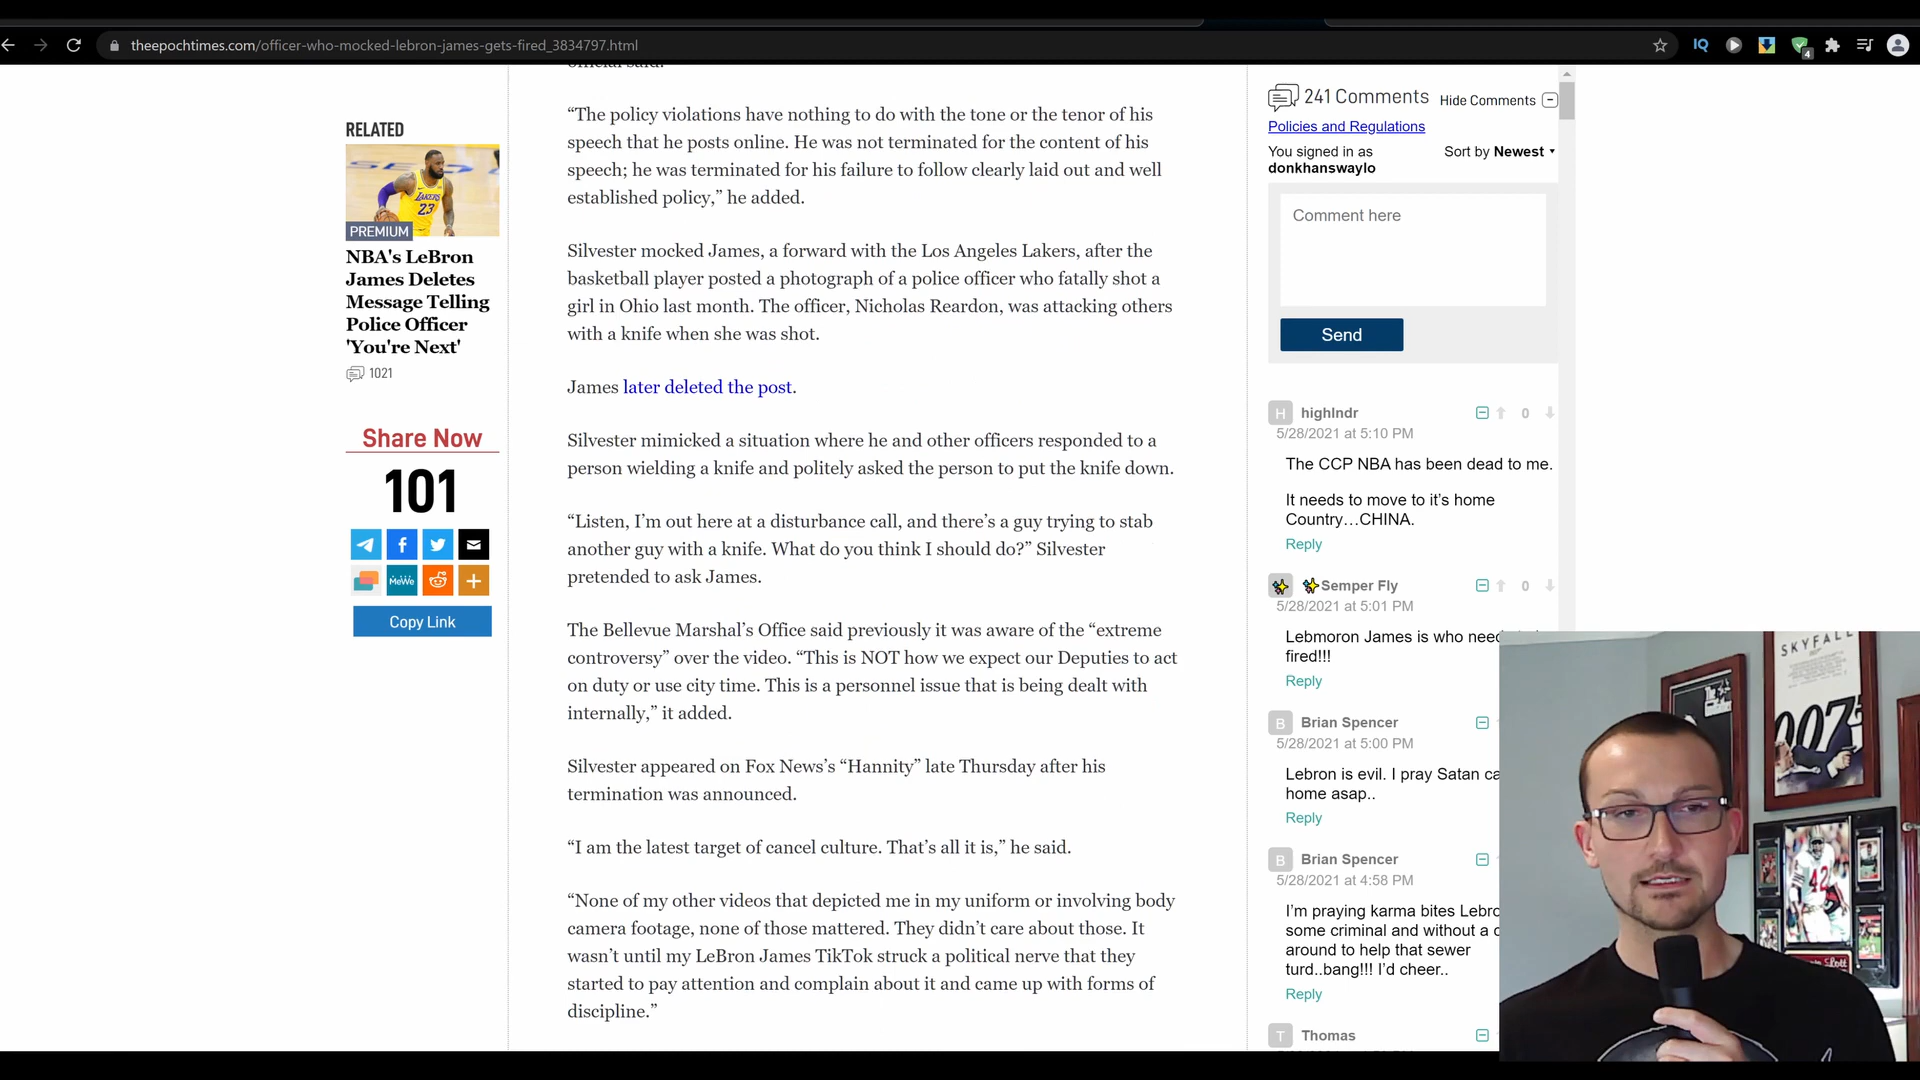 theepochtimes.com/officer-who-mocked-lebron-james-gets-fired_3834797.html
IQ
4
RELATED
PREMIUM
LAKERS
23
NBA's LeBron
James Deletes
Message Telling
Police Officer
'You're Next'
1021
Share Now
101
MeWe
Copy Link
official said.
“The policy violations have nothing to do with the tone or the tenor of his
speech that he posts online. He was not terminated for the content of his
speech; he was terminated for his failure to follow clearly laid out and well
established policy,” he added.
Silvester mocked James, a forward with the Los Angeles Lakers, after the
basketball player posted a photograph of a police officer who fatally shot a
girl in Ohio last month. The officer, Nicholas Reardon, was attacking others
with a knife when she was shot.
James later deleted the post.
Silvester mimicked a situation where he and other officers responded to a
person wielding a knife and politely asked the person to put the knife down.
“Listen, I’m out here at a disturbance call, and there’s a guy trying to stab
another guy with a knife. What do you think I should do?” Silvester
pretended to ask James.
The Bellevue Marshal’s Office said previously it was aware of the “extreme
controversy” over the video. “This is NOT how we expect our Deputies to act
on duty or use city time. This is a personnel issue that is being dealt with
internally,” it added.
Silvester appeared on Fox News’s “Hannity” late Thursday after his
termination was announced.
“I am the latest target of cancel culture. That’s all it is,” he said.
“None of my other videos that depicted me in my uniform or involving body
camera footage, none of those mattered. They didn’t care about those. It
wasn’t until my LeBron James TikTok struck a political nerve that they
started to pay attention and complain about it and came up with forms of
discipline.”
241 Comments
Hide Comments
Policies and Regulations
You signed in as
donkhanswaylo
Sort by Newest
Comment here
Send
H highlndr
0
5/28/2021 at 5:10 PM
The CCP NBA has been dead to me.
It needs to move to it’s home
Country…CHINA.
Reply
Semper Fly
0
5/28/2021 at 5:01 PM
Lebmoron James is who
fired!!!
Reply
B Brian Spencer
5/28/2021 at 5:00 PM
Lebron is evil. I pray Satan
home asap..
Reply
B Brian Spencer
5/28/2021 at 4:58 PM
I’m praying karma bites
some criminal and without a
around to help that sewer
turd..bang!!! I’d cheer..
Reply
T Thomas
SKYFALL
007
42